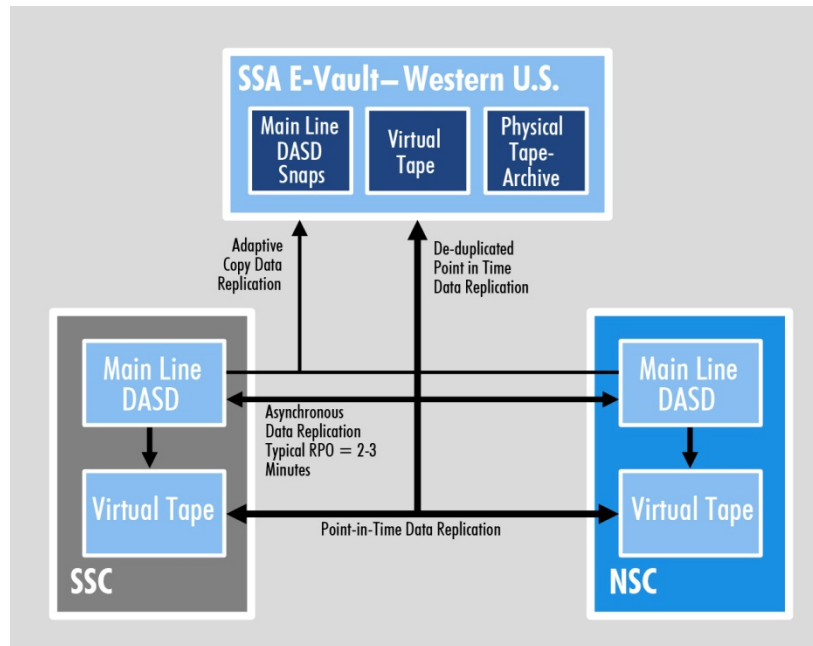 SSA E-Vault–Western U.S.
Main Line
DASD
Snaps
Virtual
Tape
Physical
Tape-
Archive
Adaptive
Copy Data
Replication
De-duplicated
Point in Time
Data Replication
Main Line
DASD
Asynchronous
Data Replication
Typical RPO = 2-3
Minutes
Main Line
DASD
Virtual Tape
Point-in-Time Data Replication
Virtual Tape
SSC
NSC